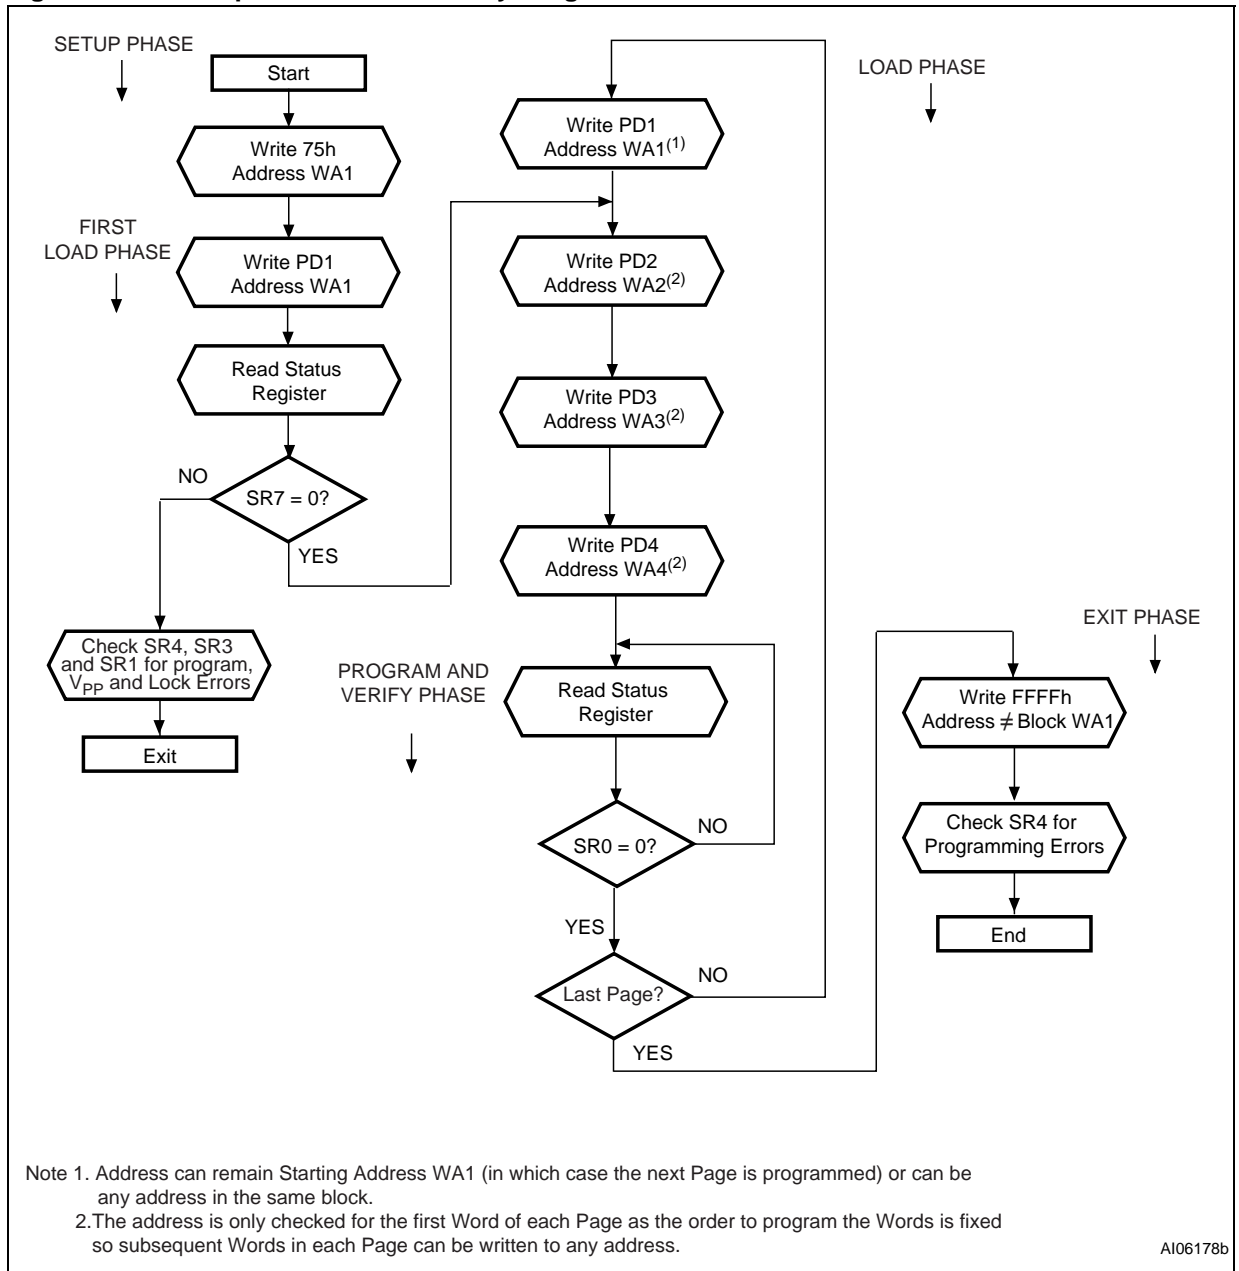 SETUP PHASE
Start
Write 75h
Address WA1
FIRST
LOAD PHASE
Write PD1
Address WA1
Read Status
Register
NO
SR7 = 0?
YES
Check SR4, SR3
and SR1 for program,
VPP and Lock Errors
Exit
LOAD PHASE
Write PD1
Address WA1(1)
Write PD2
Address WA2(2)
Write PD3
Address WA3(2)
Write PD4
Address WA4(2)
PROGRAM AND
VERIFY PHASE
Read Status
Register
SR0 = 0?
NO
YES
Last Page?
NO
YES
EXIT PHASE
Write FFFFh
Address ≠ Block WA1
Check SR4 for
Programming Errors
End
Note 1. Address can remain Starting Address WA1 (in which case the next Page is programmed) or can be
any address in the same block.
2.The address is only checked for the first Word of each Page as the order to program the Words is fixed
so subsequent Words in each Page can be written to any address.
AI06178b